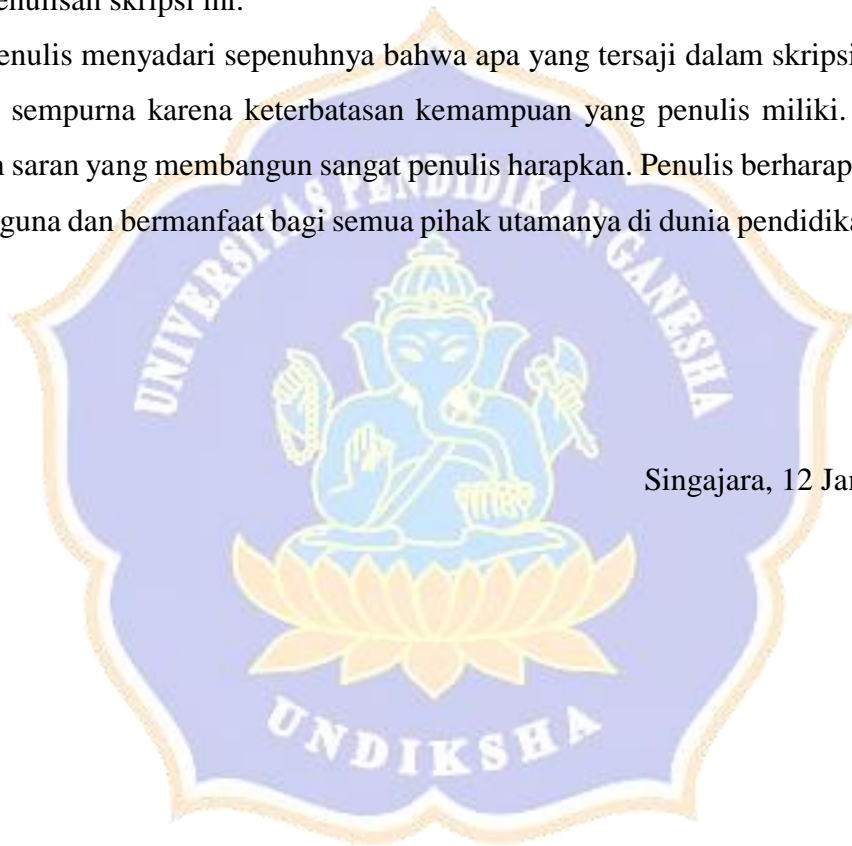 skripsi ini.
enulis menyadari sepenuhnya bahwa apa yang tersaji dalam skripsi
sempurna karena keterbatasan kemampuan yang penulis miliki.
saran yang membangun sangat penulis harapkan. Penulis berharap
guna dan bermanfaat bagi semua pihak utamanya di dunia pendidika
UNIVERSITAS PENDIDIKAN GANESHA
Singajara, 12 Jan
UNDIKSHA